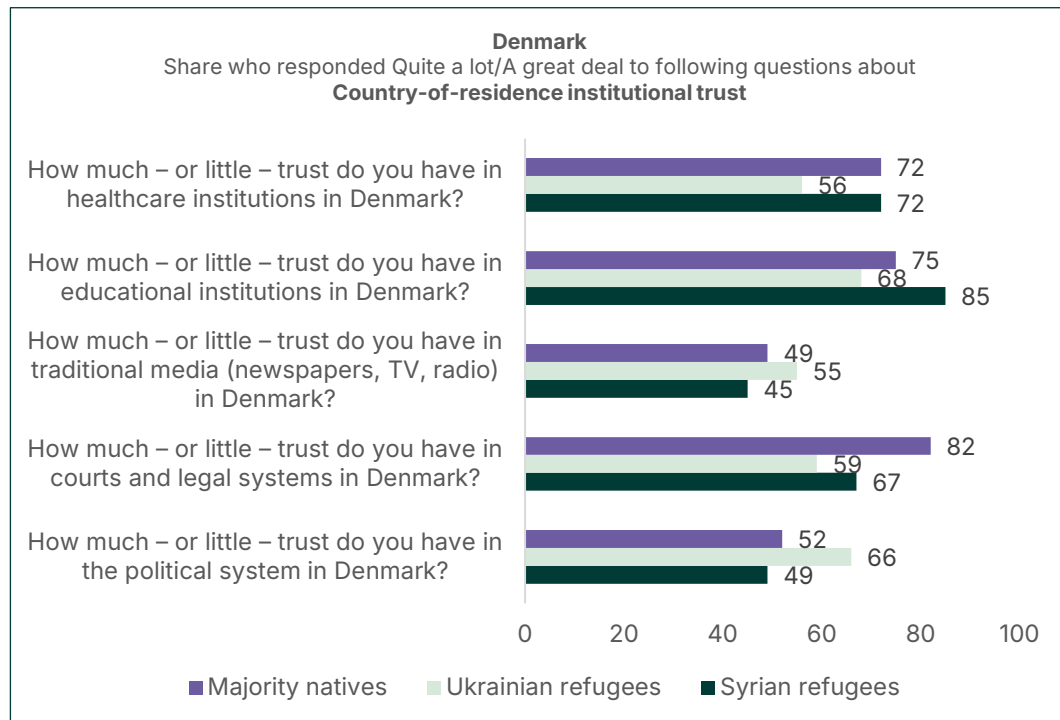 Denmark
Share who responded Quite a lot/A great deal to following questions about
Country-of-residence institutional trust
How much – or little – trust do you have in
healthcare institutions in Denmark?
72
56
72
How much – or little – trust do you have in
educational institutions in Denmark?
75
68
85
How much – or little – trust do you have in
traditional media (newspapers, TV, radio)
in Denmark?
49
55
45
How much – or little – trust do you have in
courts and legal systems in Denmark?
82
59
67
How much – or little – trust do you have in
the political system in Denmark?
52
66
49
0 20 40 60 80 100
Majority natives Ukrainian refugees Syrian refugees